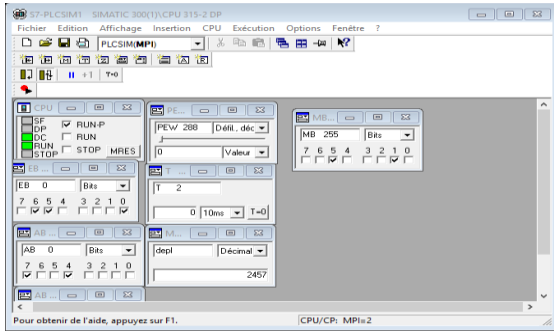 S7-PLCSIM1 SIMATIC 300(1)\CPU 315-2 DP
Fichier Edition Affichage Insertion CPU Exécution Options Fenêtre ?
PLCSIM(MPI)
+1 T=0
CPU
SF
DP
DC
RUN
STOP
RUN-P
RUN
STOP MRES
PE...
PEW 288 Défil., déc
0 Valeur
MB...
MB 255 Bits
7 6 5 4 3 2 1 0
EB ...
EB 0 Bits
7 6 5 4 3 2 1 0
T ...
T 2
0 10ms T=0
AB ...
AB 0 Bits
7 6 5 4 3 2 1 0
M...
depl Décimal
2457
AB ...
Pour obtenir de l'aide, appuyez sur F1. CPU/CP: MPI=2